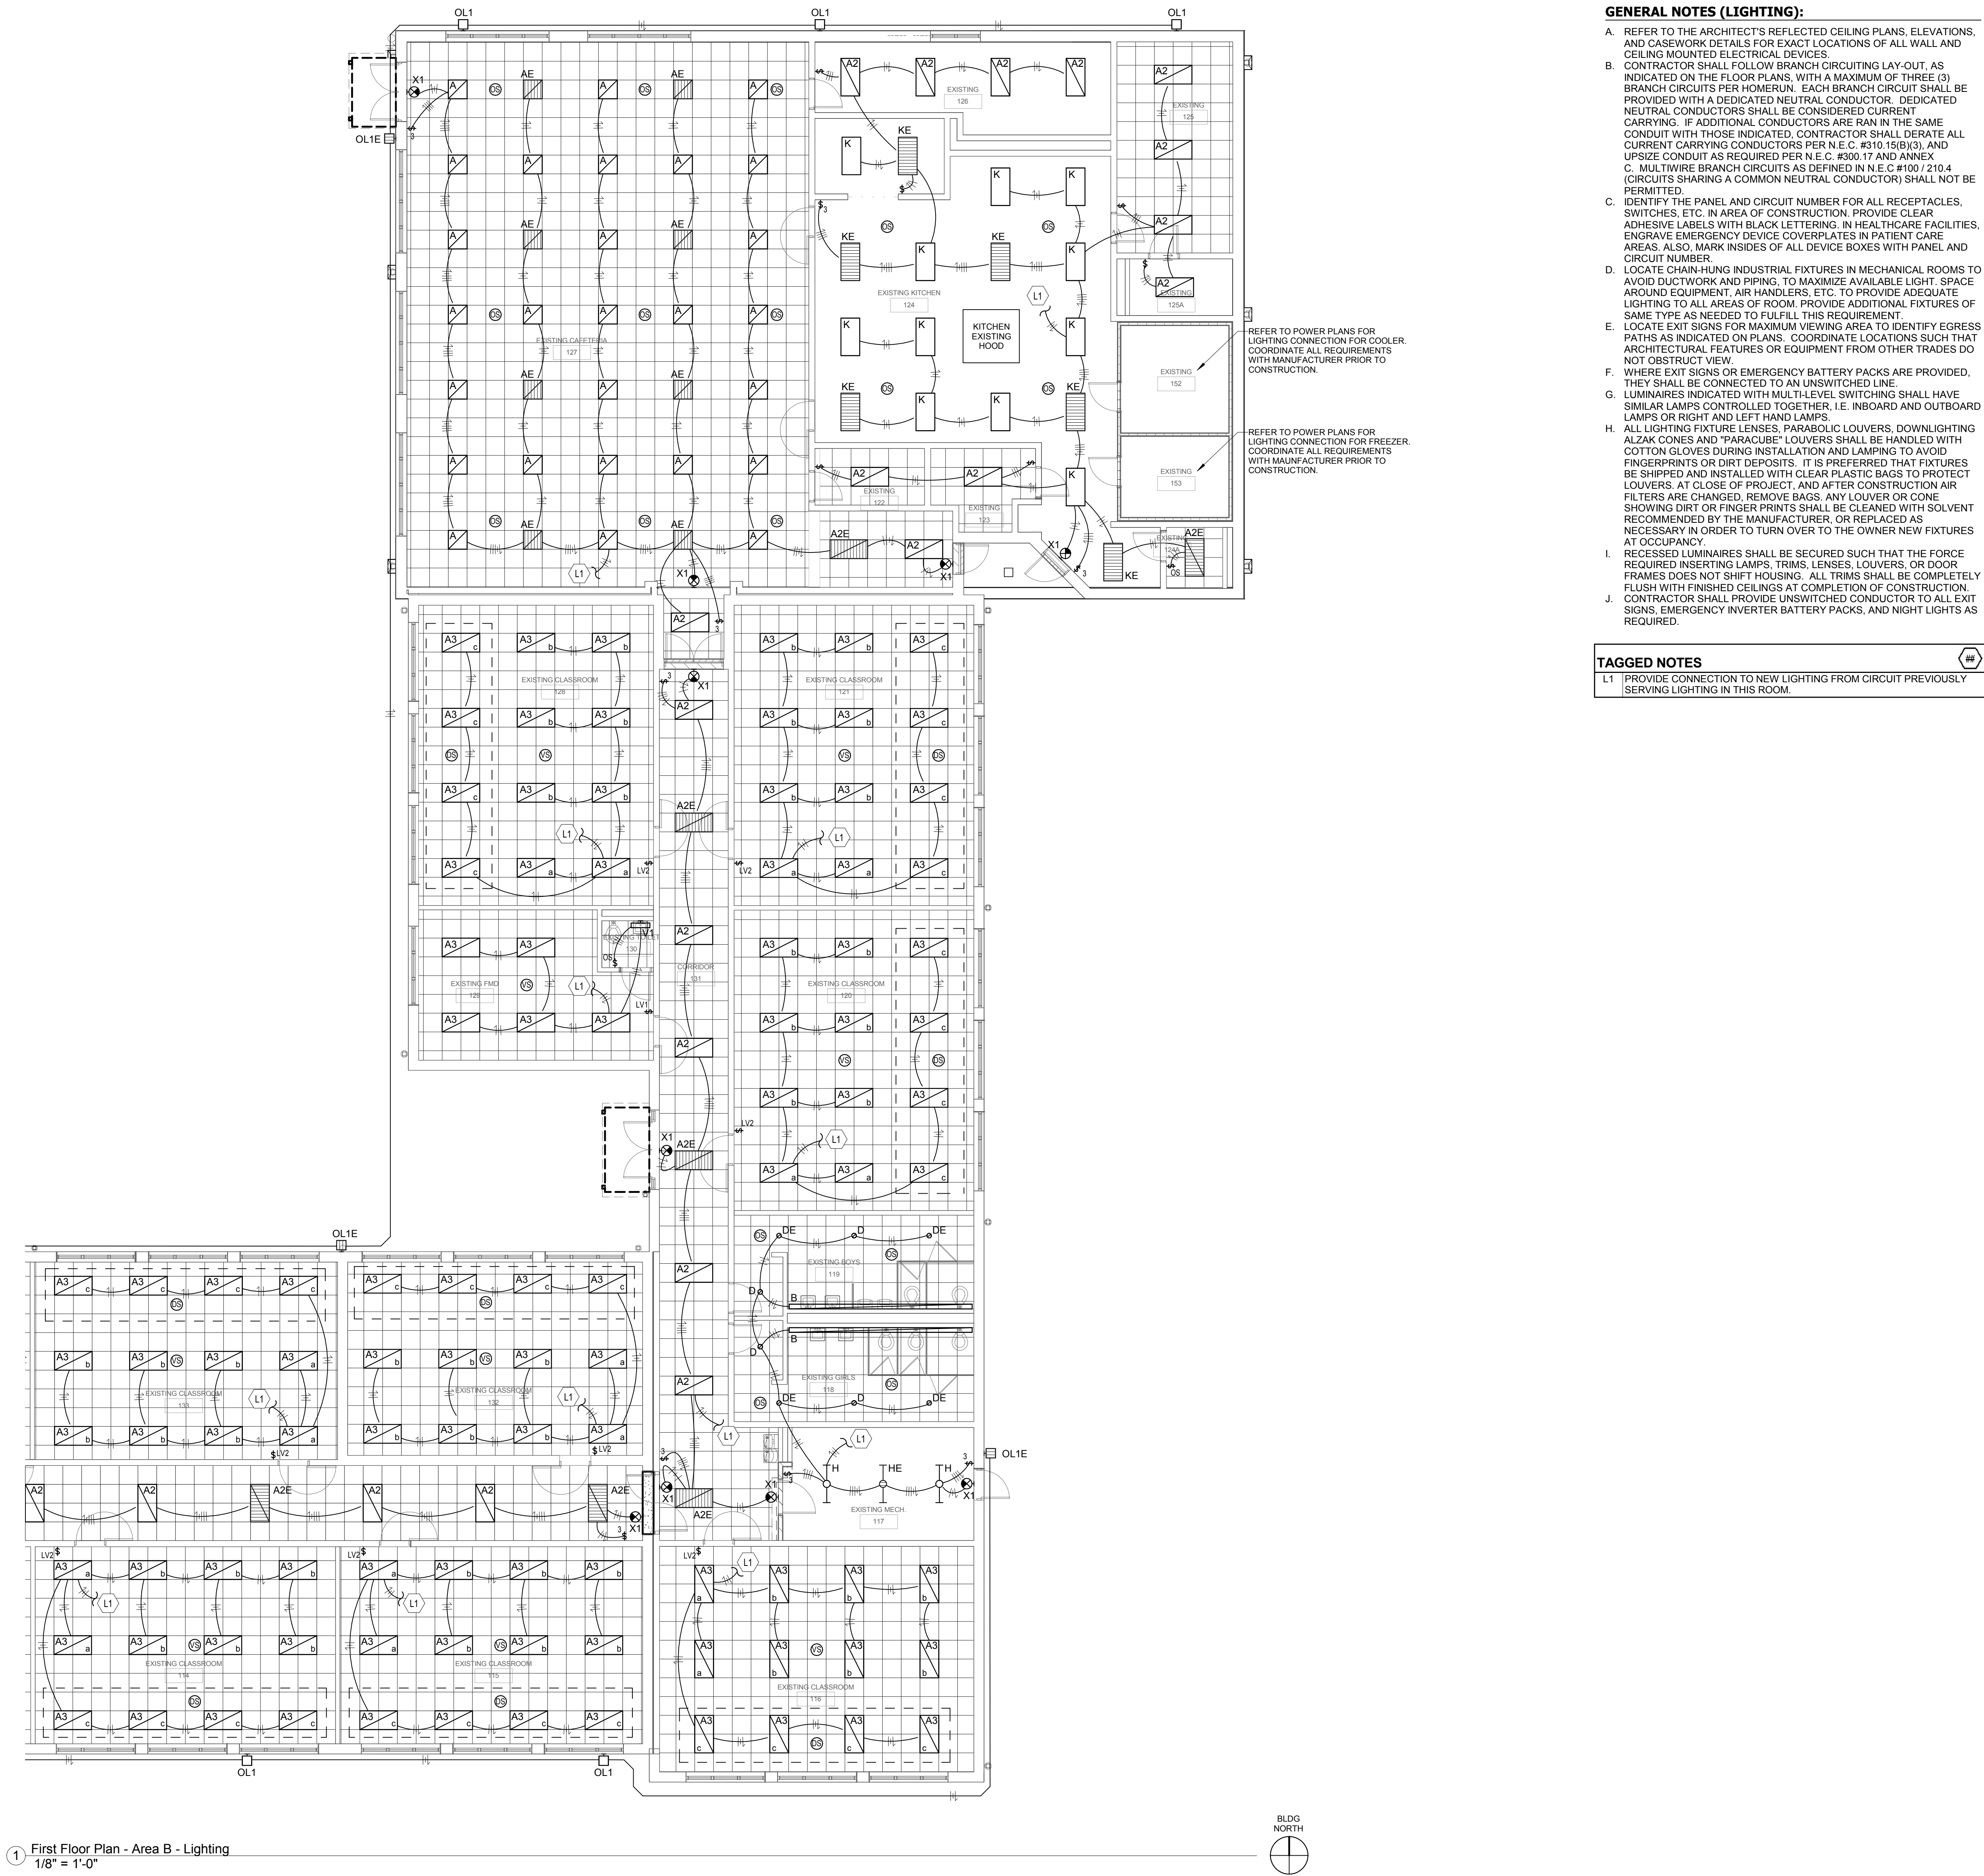 GENERAL NOTES (LIGHTING):
A. REFER TO THE ARCHITECT'S REFLECTED CEILING PLANS, ELEVATIONS,
AND CASEWORK DETAILS FOR EXACT LOCATIONS OF ALL WALL AND
CEILING MOUNTED ELECTRICAL DEVICES.
B. CONTRACTOR SHALL FOLLOW BRANCH CIRCUITING LAY-OUT, AS
INDICATED ON THE FLOOR PLANS, WITH A MAXIMUM OF THREE (3)
BRANCH CIRCUITS PER HOMERUN. EACH BRANCH CIRCUIT SHALL BE
PROVIDED WITH A DEDICATED NEUTRAL CONDUCTOR. DEDICATED
NEUTRAL CONDUCTORS SHALL BE CONSIDERED CURRENT
CARRYING. IF ADDITIONAL CONDUCTORS ARE RAN IN THE SAME
CONDUIT WITH THOSE INDICATED, CONTRACTOR SHALL DERATE ALL
CURRENT CARRYING CONDUCTORS PER N.E.C. #310.15(B)(3), AND
UPSIZE CONDUIT AS REQUIRED PER N.E.C. #300.17 AND ANNEX
C. MULTIWIRE BRANCH CIRCUITS AS DEFINED IN N.E.C #100 / 210.4
(CIRCUITS SHARING A COMMON NEUTRAL CONDUCTOR) SHALL NOT BE
PERMITTED.
C. IDENTIFY THE PANEL AND CIRCUIT NUMBER FOR ALL RECEPTACLES,
SWITCHES, ETC. IN AREA OF CONSTRUCTION. PROVIDE CLEAR
ADHESIVE LABELS WITH BLACK LETTERING. IN HEALTHCARE FACILITIES,
ENGRAVE EMERGENCY DEVICE COVERPLATES IN PATIENT CARE
AREAS. ALSO, MARK INSIDES OF ALL DEVICE BOXES WITH PANEL AND
CIRCUIT NUMBER.
D. LOCATE CHAIN-HUNG INDUSTRIAL FIXTURES IN MECHANICAL ROOMS TO
AVOID DUCTWORK AND PIPING, TO MAXIMIZE AVAILABLE LIGHT. SPACE
AROUND EQUIPMENT, AIR HANDLERS, ETC. TO PROVIDE ADEQUATE
LIGHTING TO ALL AREAS OF ROOM. PROVIDE ADDITIONAL FIXTURES OF
SAME TYPE AS NEEDED TO FULFILL THIS REQUIREMENT.
E. LOCATE EXIT SIGNS FOR MAXIMUM VIEWING AREA TO IDENTIFY EGRESS
PATHS AS INDICATED ON PLANS. COORDINATE LOCATIONS SUCH THAT
ARCHITECTURAL FEATURES OR EQUIPMENT FROM OTHER TRADES DO
NOT OBSTRUCT VIEW.
F. WHERE EXIT SIGNS OR EMERGENCY BATTERY PACKS ARE PROVIDED,
THEY SHALL BE CONNECTED TO AN UNSWITCHED LINE.
G. LUMINAIRES INDICATED WITH MULTI-LEVEL SWITCHING SHALL HAVE
SIMILAR LAMPS CONTROLLED TOGETHER, I.E. INBOARD AND OUTBOARD
LAMPS OR RIGHT AND LEFT HAND LAMPS.
H. ALL LIGHTING FIXTURE LENSES, PARABOLIC LOUVERS, DOWNLIGHTING
ALZAK CONES AND "PARACUBE" LOUVERS SHALL BE HANDLED WITH
COTTON GLOVES DURING INSTALLATION AND LAMPING TO AVOID
FINGERPRINTS OR DIRT DEPOSITS. IT IS PREFERRED THAT FIXTURES
BE SHIPPED AND INSTALLED WITH CLEAR PLASTIC BAGS TO PROTECT
LOUVERS. AT CLOSE OF PROJECT, AND AFTER CONSTRUCTION AIR
FILTERS ARE CHANGED, REMOVE BAGS. ANY LOUVER OR CONE
SHOWING DIRT OR FINGER PRINTS SHALL BE CLEANED WITH SOLVENT
RECOMMENDED BY THE MANUFACTURER, OR REPLACED AS
NECESSARY IN ORDER TO TURN OVER TO THE OWNER NEW FIXTURES
AT OCCUPANCY.
I. RECESSED LUMINAIRES SHALL BE SECURED SUCH THAT THE FORCE
REQUIRED INSERTING LAMPS, TRIMS, LENSES, LOUVERS, OR DOOR
FRAMES DOES NOT SHIFT HOUSING. ALL TRIMS SHALL BE COMPLETELY
FLUSH WITH FINISHED CEILINGS AT COMPLETION OF CONSTRUCTION.
J. CONTRACTOR SHALL PROVIDE UNSWITCHED CONDUCTOR TO ALL EXIT
SIGNS, EMERGENCY INVERTER BATTERY PACKS, AND NIGHT LIGHTS AS
REQUIRED.
TAGGED NOTES ##
L1 PROVIDE CONNECTION TO NEW LIGHTING FROM CIRCUIT PREVIOUSLY
SERVING LIGHTING IN THIS ROOM.
OL1 OL1 OL1
OL1E
X1
EXISTING CAFETERIA
127
EXISTING
126
EXISTING
125
EXISTING
125A
EXISTING KITCHEN
124
KITCHEN
EXISTING
HOOD
EXISTING
152
EXISTING
153
REFER TO POWER PLANS FOR
LIGHTING CONNECTION FOR COOLER.
COORDINATE ALL REQUIREMENTS
WITH MANUFACTURER PRIOR TO
CONSTRUCTION.
REFER TO POWER PLANS FOR
LIGHTING CONNECTION FOR FREEZER.
COORDINATE ALL REQUIREMENTS
WITH MAUNFACTURER PRIOR TO
CONSTRUCTION.
EXISTING
122
EXISTING
123
EXISTING
124A
EXISTING CLASSROOM
128
EXISTING CLASSROOM
121
EXISTING TOILET
130
EXISTING FMD
129
CORRIDOR
131
EXISTING CLASSROOM
120
EXISTING BOYS
119
EXISTING GIRLS
118
OL1E
EXISTING CLASSROOM
133
EXISTING CLASSROOM
132
EXISTING MECH.
117
OL1E
EXISTING CLASSROOM
114
EXISTING CLASSROOM
115
EXISTING CLASSROOM
116
OL1 OL1
BLDG
NORTH
1 First Floor Plan - Area B - Lighting
1/8" = 1'-0"